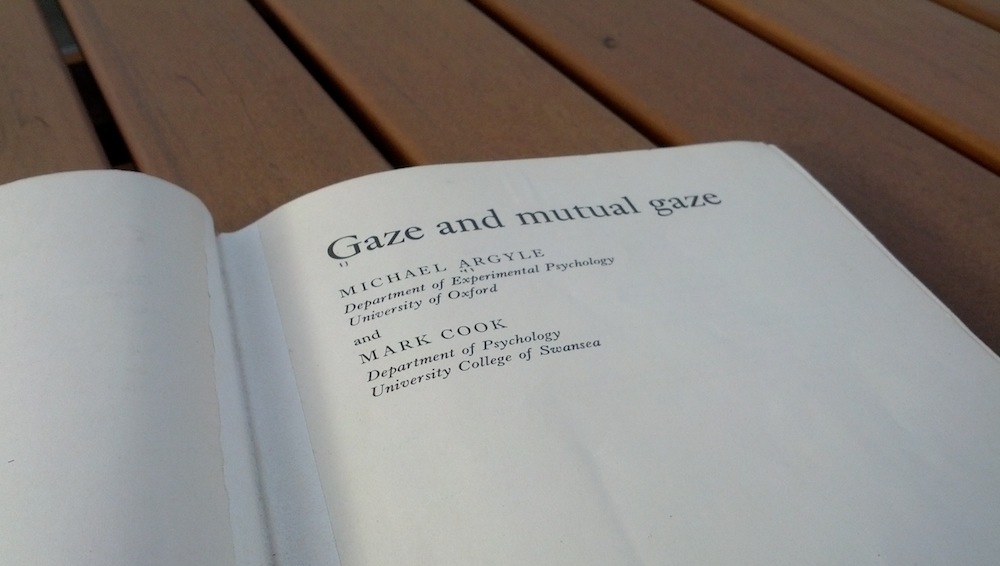 Gaze and mutual gaze
MICHAEL ARGYLE
Department of Experimental Psychology
University of Oxford
and
MARK COOK
Department of Psychology
University College of Swansea